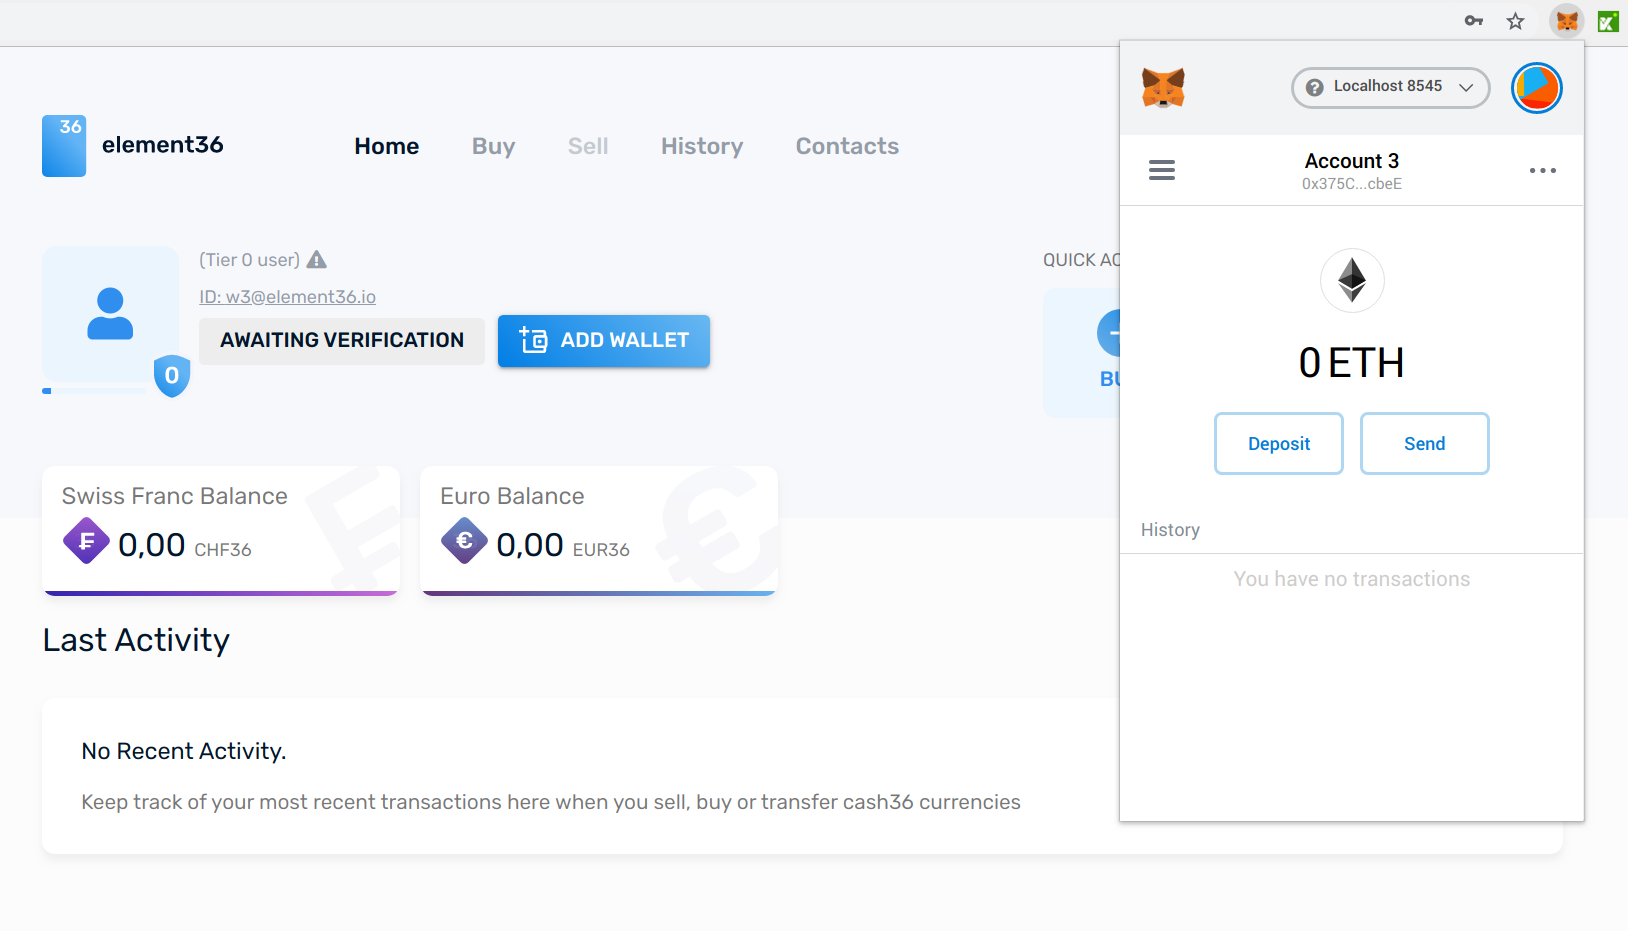 36
element36
Home
Buy
Sell
History
Contacts
(Tier 0 user)
ID: w3@element36.io
AWAITING VERIFICATION
ADD WALLET
0
QUICK
Swiss Franc Balance
0,00 CHF36
Euro Balance
€ 0,00 EUR36
Last Activity
No Recent Activity.
Keep track of your most recent transactions here when you sell, buy or transfer cash36 currencies
? Localhost 8545
Account 3
0x375C...cbeE
0 ETH
Deposit
Send
History
You have no transactions